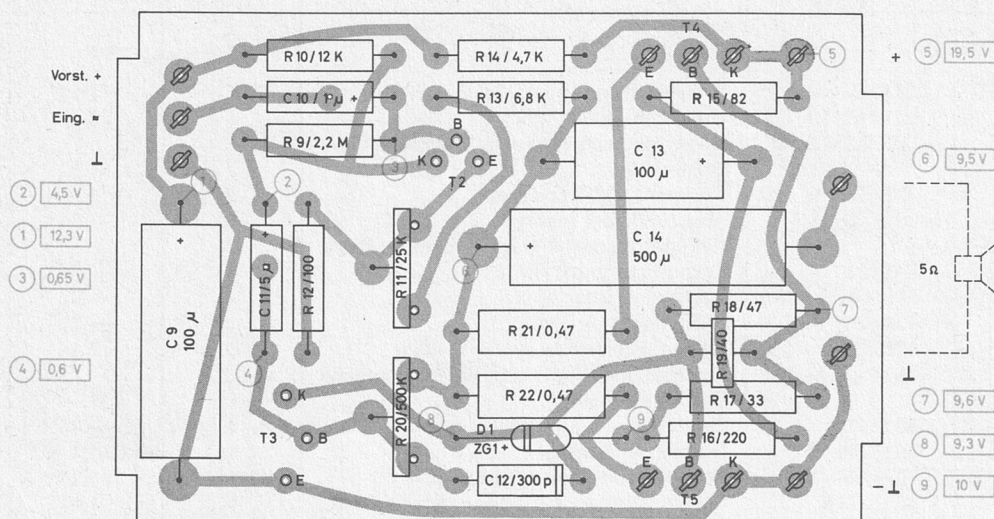 T4
Vorst. +
R 10/12 K
R 14/4,7 K
E B K
5
+
5 19,5 V
Eing. ≈
C 10/1 µ +
R 13/6,8 K
R 15/82
⊥
R 9/2,2 M
B
K E
3
T2
C 13
100 µ
+
6 9,5 V
2 4,5 V
1
2
1 12,3 V
+
+
R 11/25 K
+
C 14
500 µ
6
5 Ω
3 0,65 V
C 11/5 µ
R 12/100
R 18/47
7
C 9
100 µ
R 21/0,47
R 19/40
4 0,6 V
4
⊥
K
R 20/500 K
R 22/0,47
R 17/33
7 9,6 V
8
9
T3 B
D1
ZG1 +
R 16/220
8 9,3 V
E
C 12/300 p
E B K
T5
- ⊥
9 10 V